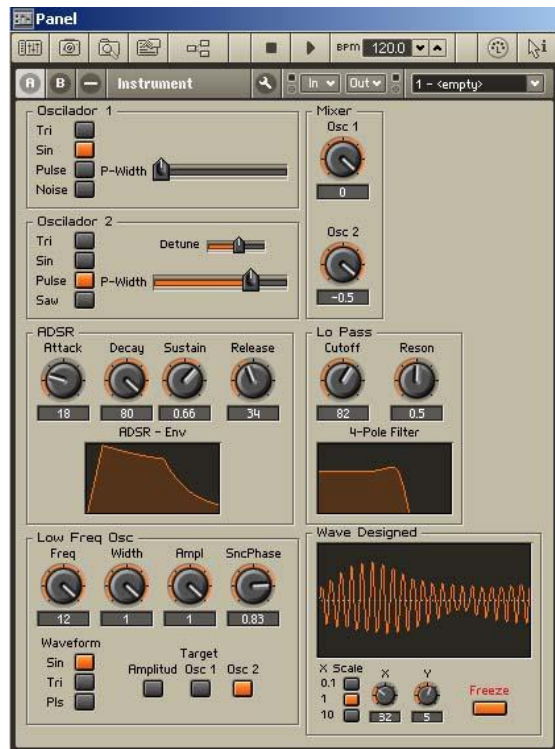 Panel
BPM 120.0
i
A B Instrument In Out 1 - <empty>
Oscilador 1
Tri
Sin
Pulse P-Width
Noise
Mixer
Osc 1
0
Osc 2
-0.5
Oscilador 2
Tri Detune
Sin
Pulse P-Width
Saw
ADSR
Attack Decay Sustain Release
18 80 0.66 34
ADSR - Env
Lo Pass
Cutoff Reson
82 0.5
4-Pole Filter
Low Freq Osc
Freq Width Ampl SncPhase
12 1 1 0.83
Waveform
Sin
Tri
Pls
Target
Amplitud Osc 1 Osc 2
Wave Designed
X Scale X Y
0.1
1
10
32 5
Freeze